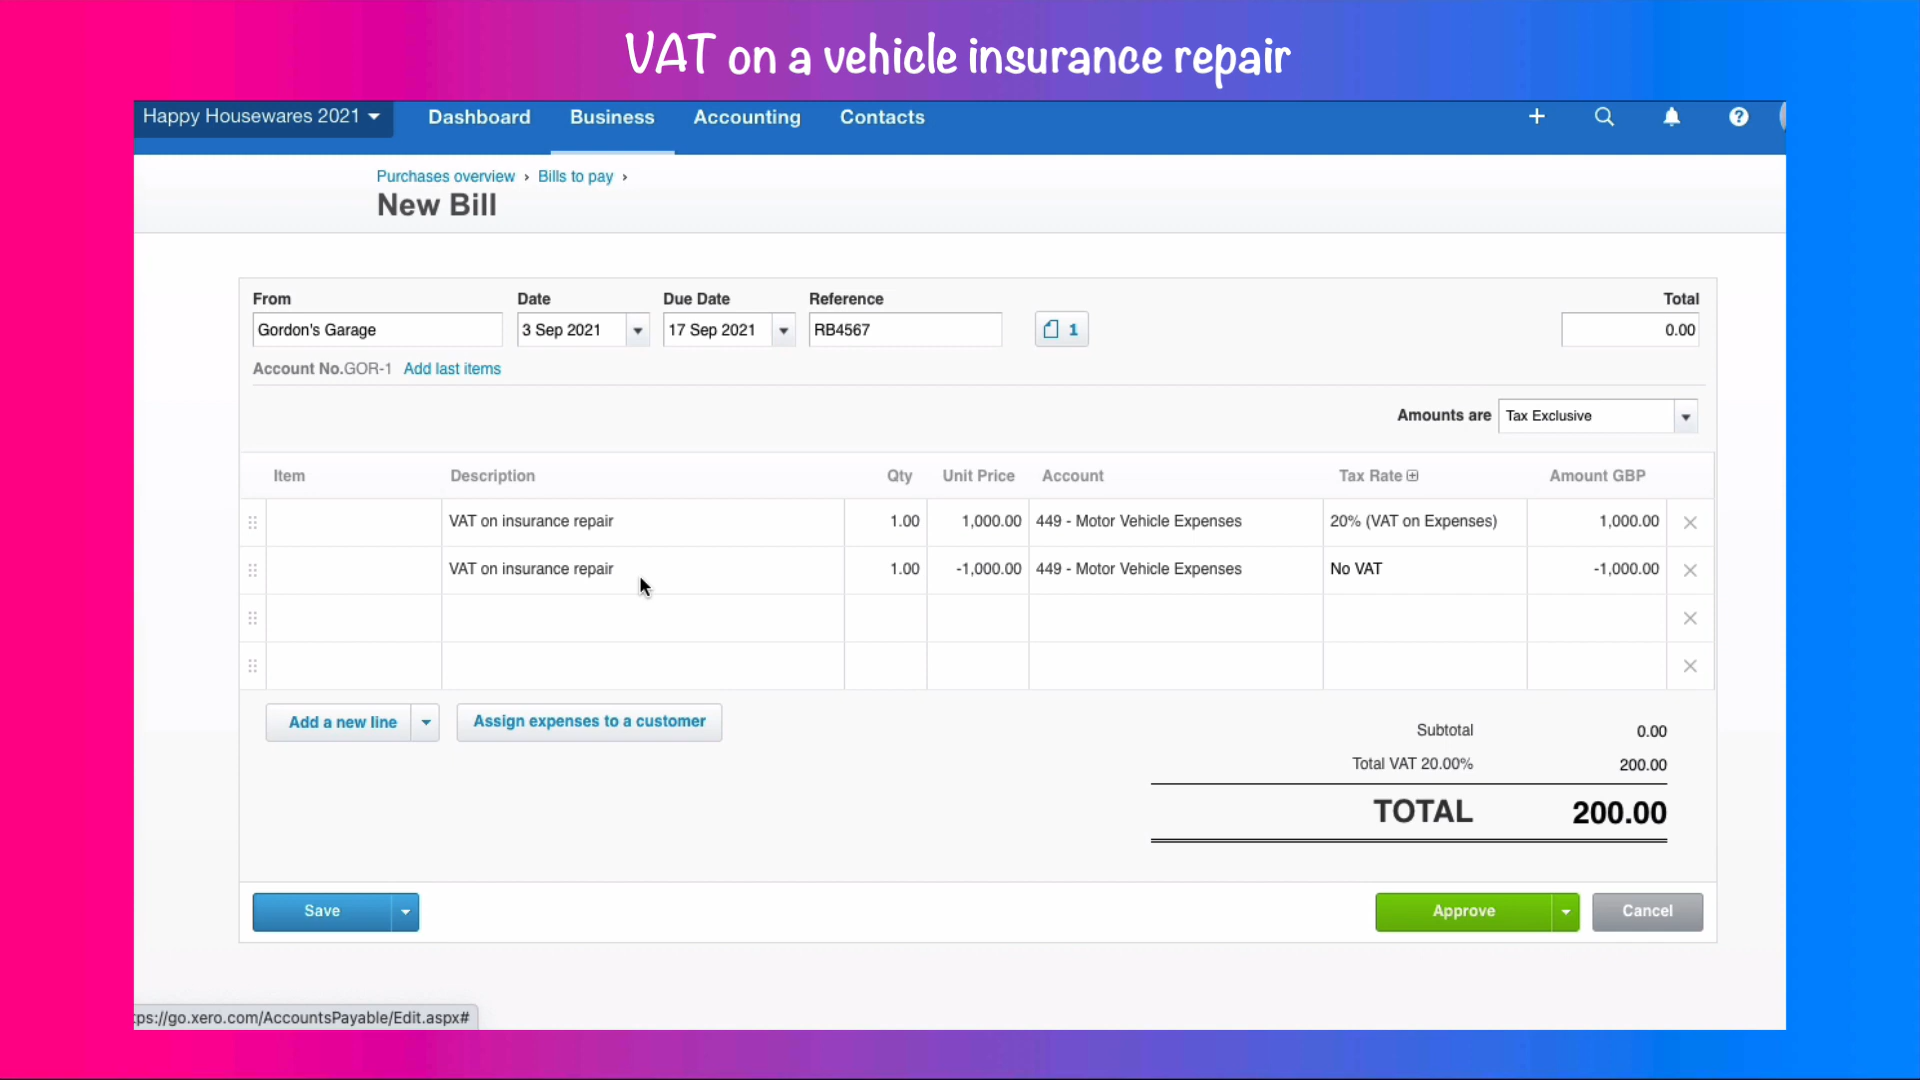 VAT on a vehicle insurance repair
Happy Housewares 2021 Dashboard Business Accounting Contacts
Purchases overview › Bills to pay ›
New Bill
From Date Due Date Reference Total
Gordon's Garage 3 Sep 2021 17 Sep 2021 RB4567 1 0.00
Account No.GOR-1 Add last items
Amounts are Tax Exclusive
Item Description Qty Unit Price Account Tax Rate Amount GBP
VAT on insurance repair 1.00 1,000.00 449 - Motor Vehicle Expenses 20% (VAT on Expenses) 1,000.00
VAT on insurance repair 1.00 -1,000.00 449 - Motor Vehicle Expenses No VAT -1,000.00
Add a new line Assign expenses to a customer
Subtotal 0.00
Total VAT 20.00% 200.00
TOTAL 200.00
Save Approve Cancel
tps://go.xero.com/AccountsPayable/Edit.aspx#